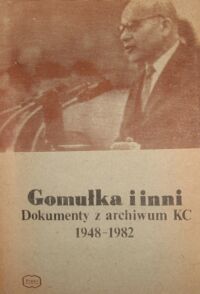 Gomułka i inni
Dokumenty z archiwum KC
1948-1982